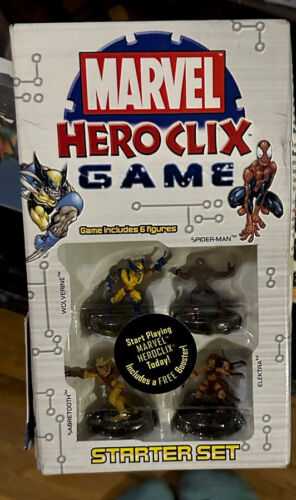 MARVEL
HEROCLIX™
GAME
Game includes 6 figures
SPIDER-MAN™
WOLVERINE™
Start Playing
MARVEL®
HEROCLIX®
Today!
Includes a FREE Booster!
SABRETOOTH™
ELEKTRA™
STARTER SET